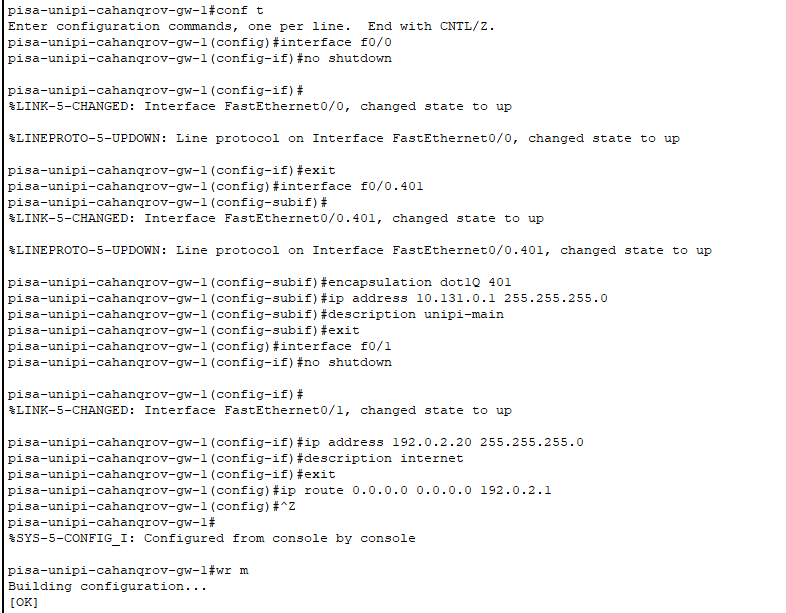 pisa-unipi-cahanqrov-gw-1#conf t
Enter configuration commands, one per line.  End with CNTL/Z.
pisa-unipi-cahanqrov-gw-1(config)#interface f0/0
pisa-unipi-cahanqrov-gw-1(config-if)#no shutdown
pisa-unipi-cahanqrov-gw-1(config-if)#
%LINK-5-CHANGED: Interface FastEthernet0/0, changed state to up
%LINEPROTO-5-UPDOWN: Line protocol on Interface FastEthernet0/0, changed state to up
pisa-unipi-cahanqrov-gw-1(config-if)#exit
pisa-unipi-cahanqrov-gw-1(config)#interface f0/0.401
pisa-unipi-cahanqrov-gw-1(config-subif)#
%LINK-5-CHANGED: Interface FastEthernet0/0.401, changed state to up
%LINEPROTO-5-UPDOWN: Line protocol on Interface FastEthernet0/0.401, changed state to up
pisa-unipi-cahanqrov-gw-1(config-subif)#encapsulation dot1Q 401
pisa-unipi-cahanqrov-gw-1(config-subif)#ip address 10.131.0.1 255.255.255.0
pisa-unipi-cahanqrov-gw-1(config-subif)#description unipi-main
pisa-unipi-cahanqrov-gw-1(config-subif)#exit
pisa-unipi-cahanqrov-gw-1(config)#interface f0/1
pisa-unipi-cahanqrov-gw-1(config-if)#no shutdown
pisa-unipi-cahanqrov-gw-1(config-if)#
%LINK-5-CHANGED: Interface FastEthernet0/1, changed state to up
pisa-unipi-cahanqrov-gw-1(config-if)#ip address 192.0.2.20 255.255.255.0
pisa-unipi-cahanqrov-gw-1(config-if)#description internet
pisa-unipi-cahanqrov-gw-1(config-if)#exit
pisa-unipi-cahanqrov-gw-1(config)#ip route 0.0.0.0 0.0.0.0 192.0.2.1
pisa-unipi-cahanqrov-gw-1(config)#^Z
pisa-unipi-cahanqrov-gw-1#
%SYS-5-CONFIG_I: Configured from console by console
pisa-unipi-cahanqrov-gw-1#wr m
Building configuration...
[OK]